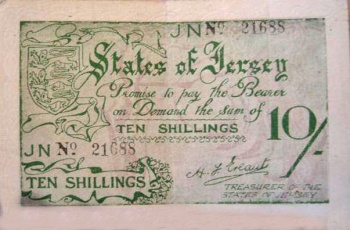 JN Nº 21688
States of Jersey
Promise to pay the Bearer
on Demand the sum of
TEN SHILLINGS
10/-
JN Nº 21688
TEN SHILLINGS
TREASURER OF THE
STATES OF JERSEY